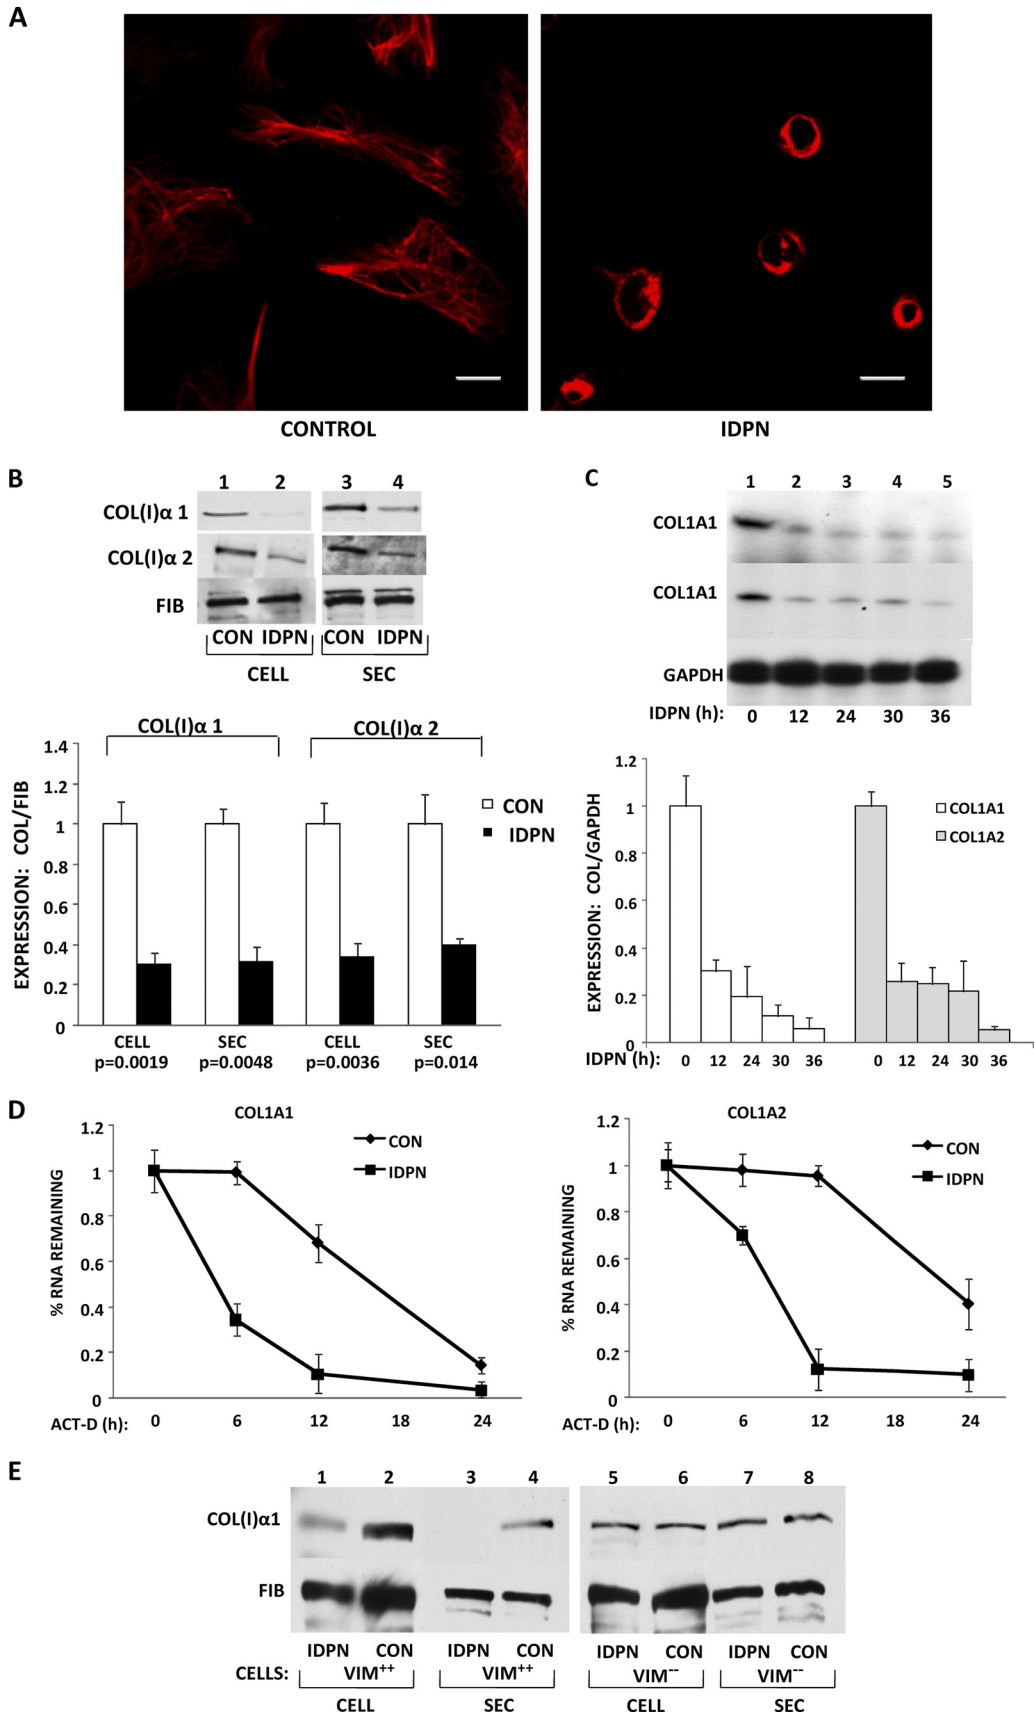 A
CONTROL
IDPN
B
1 2 3 4
COL(I)α 1
COL(I)α 2
FIB
CON IDPN CON IDPN
CELL SEC
COL(I)α 1 COL(I)α 2
EXPRESSION: COL/FIB
1.4
1.2
1
0.8
0.6
0.4
0.2
0
CON
IDPN
CELL SEC CELL SEC
p=0.0019 p=0.0048 p=0.0036 p=0.014
C
1 2 3 4 5
COL1A1
COL1A1
GAPDH
IDPN (h): 0 12 24 30 36
EXPRESSION: COL/GAPDH
1.2
1
0.8
0.6
0.4
0.2
0
COL1A1
COL1A2
IDPN (h): 0 12 24 30 36 0 12 24 30 36
D
COL1A1
% RNA REMAINING
1.2
1
0.8
0.6
0.4
0.2
0
CON
IDPN
ACT-D (h): 0 6 12 18 24
COL1A2
% RNA REMAINING
1.2
1
0.8
0.6
0.4
0.2
0
CON
IDPN
ACT-D (h): 0 6 12 18 24
E
1 2 3 4 5 6 7 8
COL(I)α1
FIB
IDPN CON IDPN CON IDPN CON IDPN CON
CELLS: VIM++ VIM++ VIM-- VIM--
CELL SEC CELL SEC